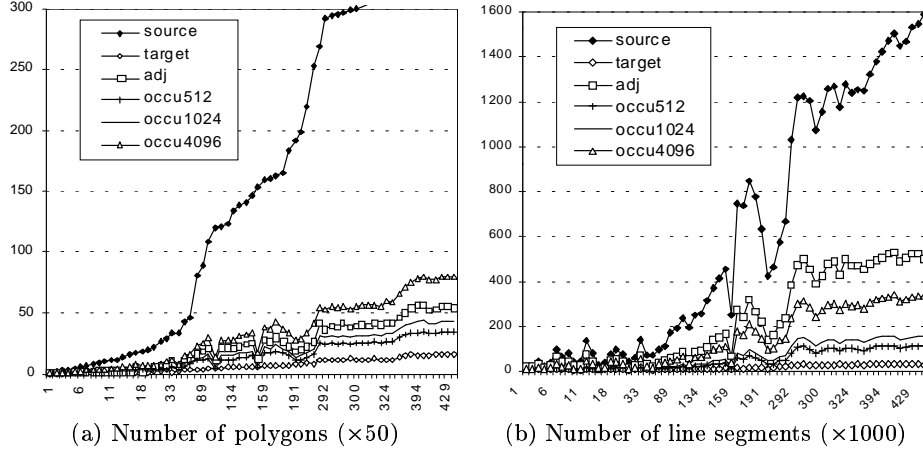 300
250
200
150
100
50
0
source
target
adj
occu512
occu1024
occu4096
1 6 11 18 33 89 134 159 191 292 300 324 394 429
(a) Number of polygons (×50)
1600
1400
1200
1000
800
600
400
200
0
source
target
adj
occu512
occu1024
occu4096
1 6 11 18 33 89 134 159 191 292 300 324 394 429
(b) Number of line segments (×1000)